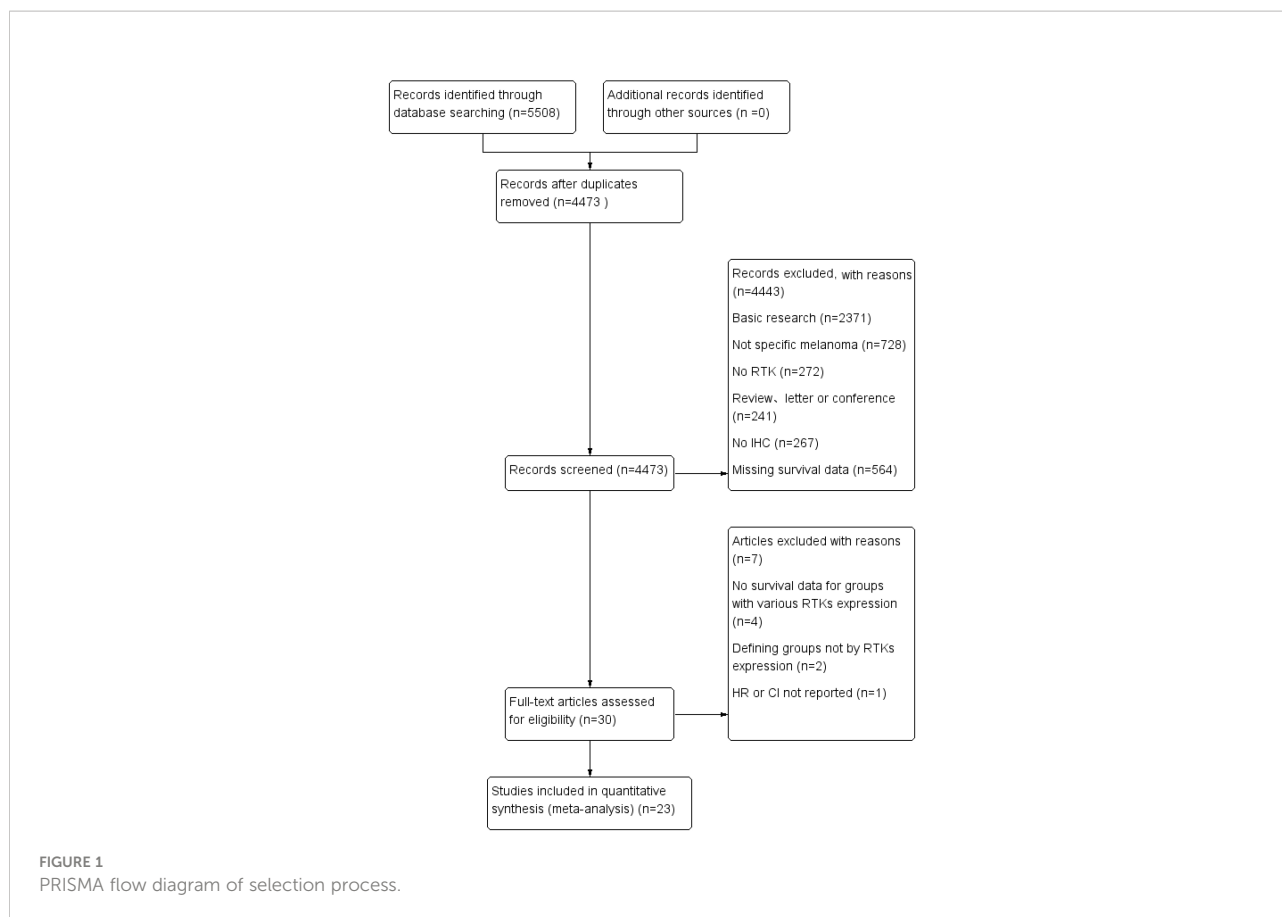 Records identified through
database searching (n=5508)
Additional records identified
through other sources (n =0)
Records after duplicates
removed (n=4473 )
Records excluded, with reasons
(n=4443)
Basic research (n=2371)
Not specific melanoma (n=728)
No RTK (n=272)
Review、letter or conference
(n=241)
No IHC (n=267)
Missing survival data (n=564)
Records screened (n=4473)
Articles excluded with reasons
(n=7)
No survival data for groups
with various RTKs expression
(n=4)
Defining groups not by RTKs
expression (n=2)
HR or CI not reported (n=1)
Full-text articles assessed
for eligibility (n=30)
Studies included in quantitative
synthesis (meta-analysis) (n=23)
FIGURE 1
PRISMA flow diagram of selection process.